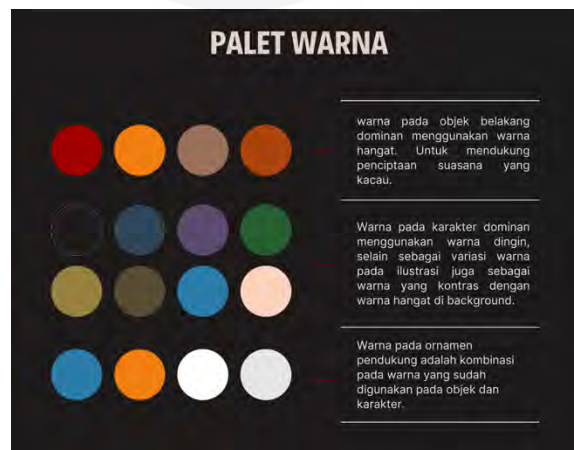 PALET WARNA
warna pada objek belakang
dominan menggunakan warna
hangat. Untuk mendukung
penciptaan suasana yang
kacau.
Warna pada karakter dominan
menggunakan warna dingin,
selain sebagai variasi warna
pada ilustrasi juga sebagai
warna yang kontras dengan
warna hangat di background.
Warna pada ornamen
pendukung adalah kombinasi
pada warna yang sudah
digunakan pada objek dan
karakter.